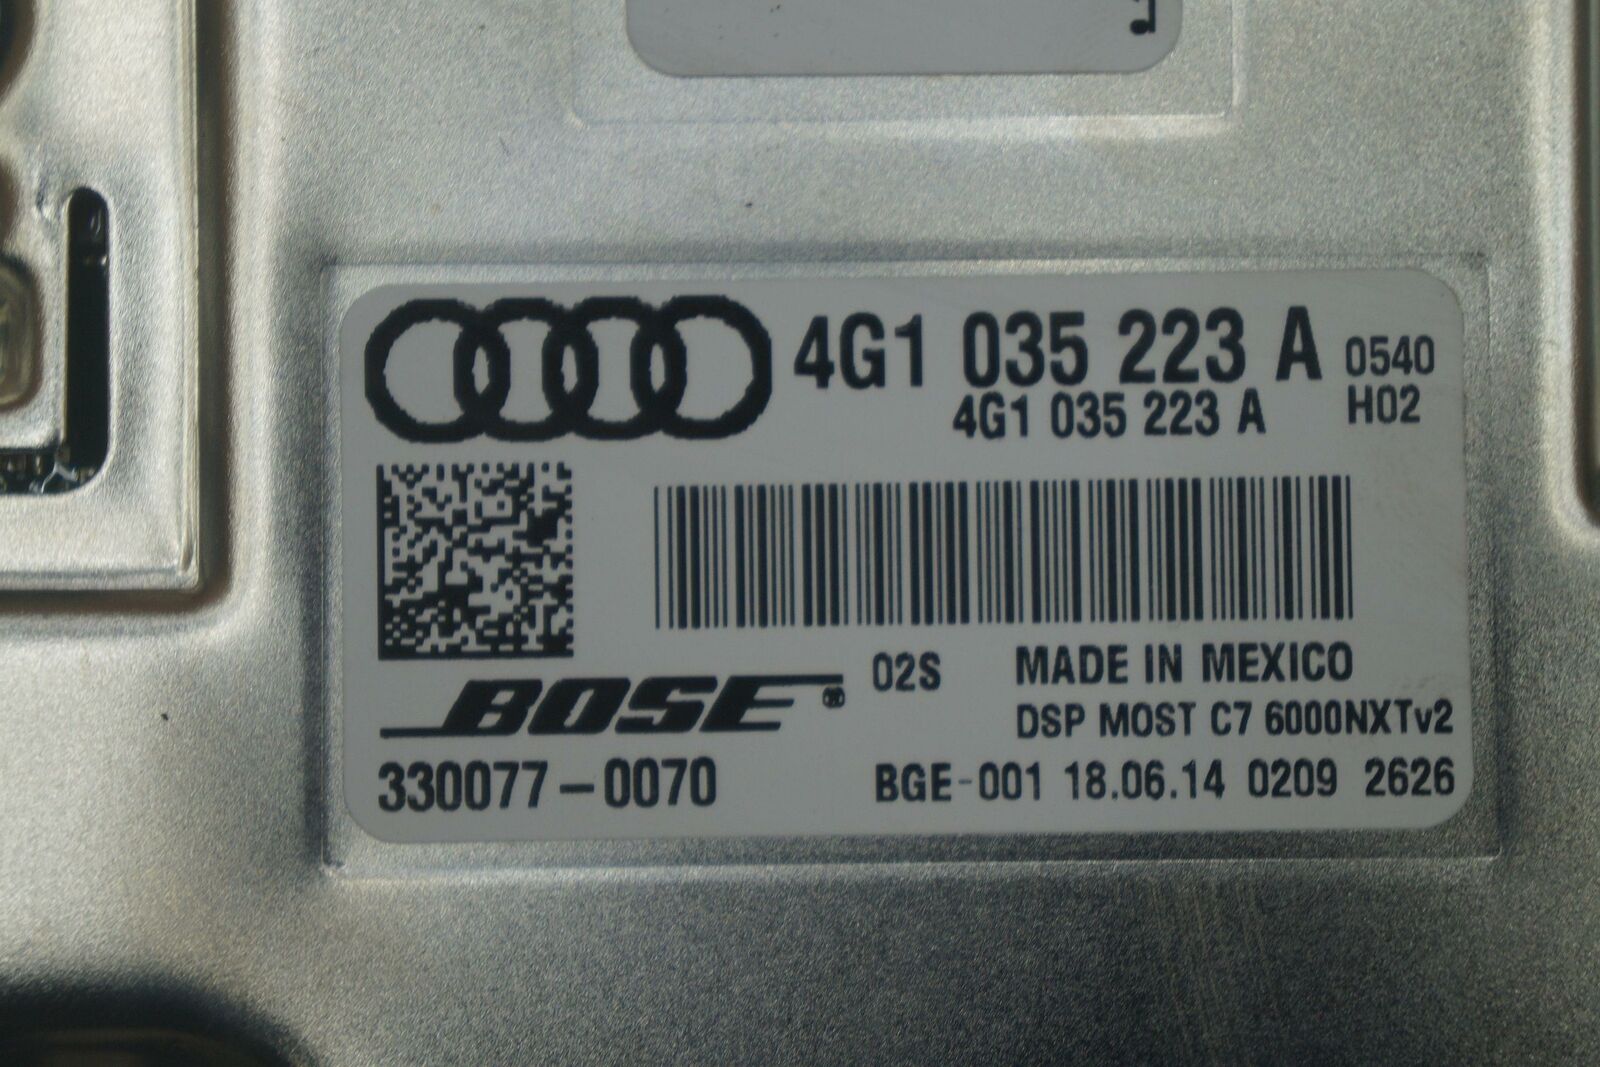 4G1 035 223 A 0540
4G1 035 223 A H02
BOSE® 02S MADE IN MEXICO
DSP MOST C7 6000NXTv2
330077-0070 BGE-001 18.06.14 0209 2626